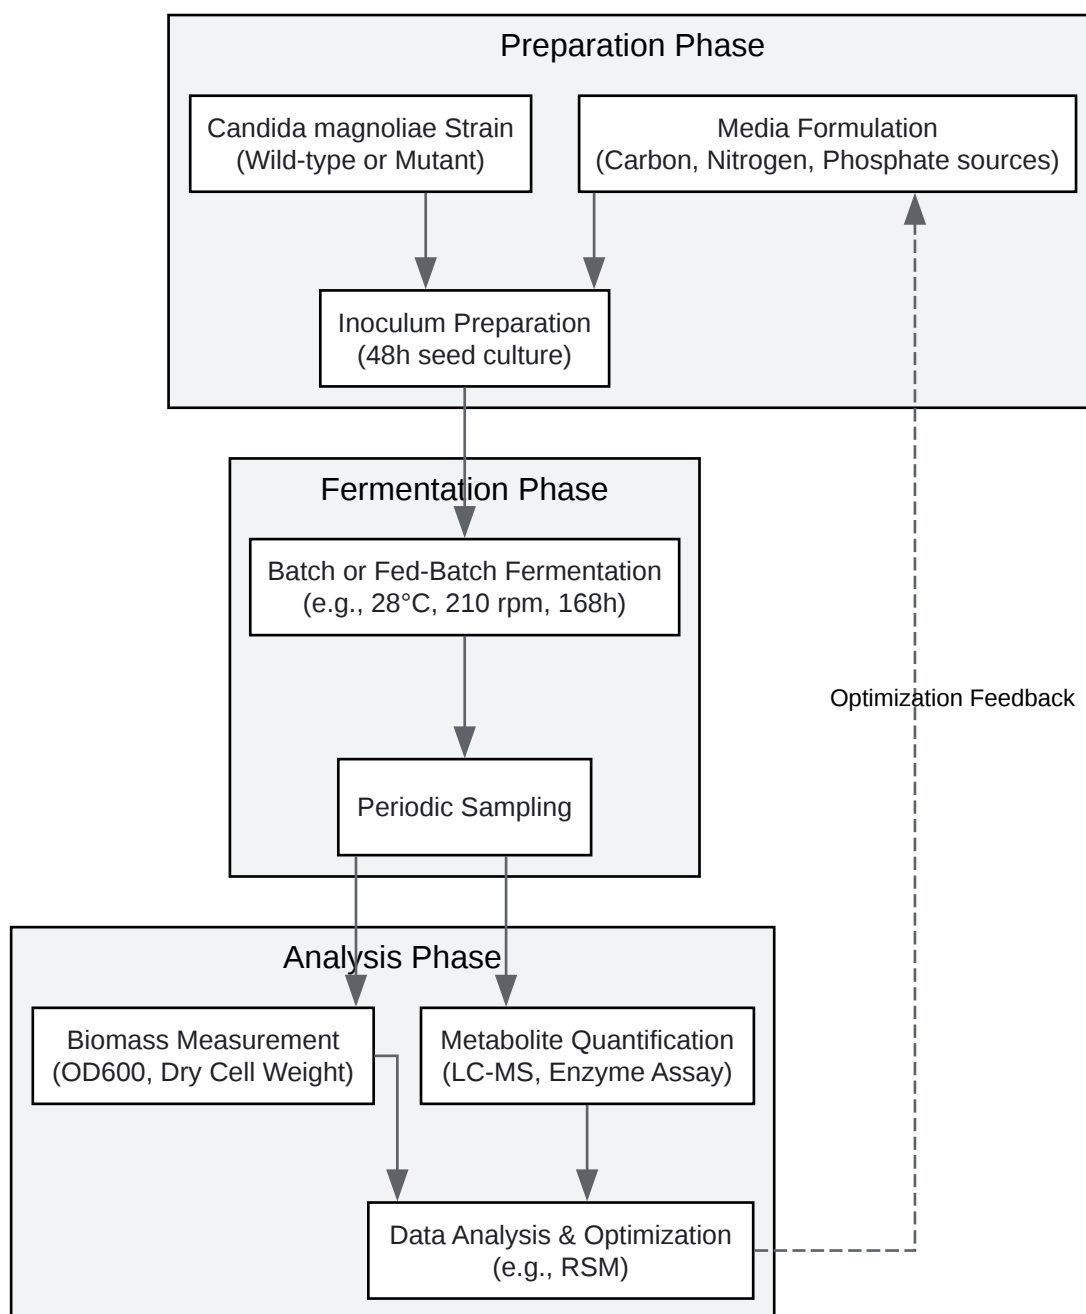 Preparation Phase
Candida magnoliae Strain
(Wild-type or Mutant)
Media Formulation
(Carbon, Nitrogen, Phosphate sources)
Inoculum Preparation
(48h seed culture)
Fermentation Phase
Batch or Fed-Batch Fermentation
(e.g., 28°C, 210 rpm, 168h)
Optimization Feedback
Periodic Sampling
Analysis Phase
Biomass Measurement
(OD600, Dry Cell Weight)
Metabolite Quantification
(LC-MS, Enzyme Assay)
Data Analysis & Optimization
(e.g., RSM)